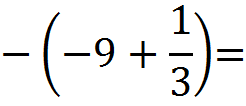 −(−9 + 1/3)=